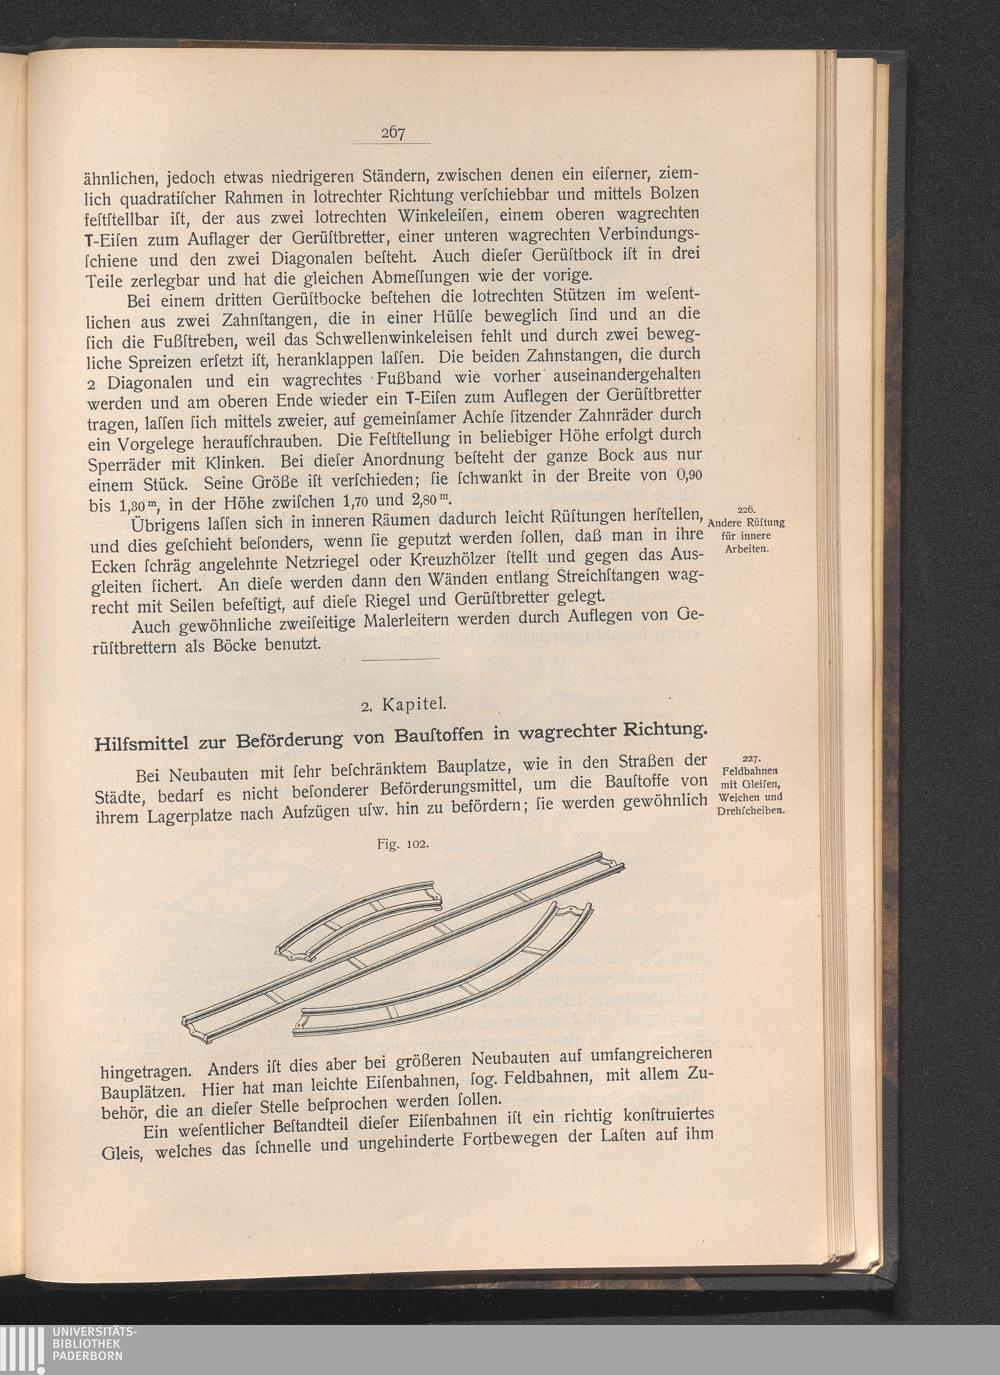 267
ähnlichen, jedoch etwas niedrigeren Ständern, zwischen denen ein eiſerner, ziem-
lich quadratiſcher Rahmen in lotrechter Richtung verſchiebbar und mittels Bolzen
feſtſtellbar iſt, der aus zwei lotrechten Winkeleiſen, einem oberen wagrechten
T-Eiſen zum Auflager der Gerüſtbretter, einer unteren wagrechten Verbindungs-
ſchiene und den zwei Diagonalen beſteht. Auch dieſer Gerüſtbock iſt in drei
Teile zerlegbar und hat die gleichen Abmeſſungen wie der vorige.
Bei einem dritten Gerüſtbocke beſtehen die lotrechten Stützen im weſent-
lichen aus zwei Zahnſtangen, die in einer Hülſe beweglich ſind und an die
ſich die Fußſtreben, weil das Schwellenwinkeleisen fehlt und durch zwei beweg-
liche Spreizen erſetzt iſt, heranklappen laſſen. Die beiden Zahnstangen, die durch
2 Diagonalen und ein wagrechtes Fußband wie vorher auseinandergehalten
werden und am oberen Ende wieder ein T-Eiſen zum Auflegen der Gerüſtbretter
tragen, laſſen ſich mittels zweier, auf gemeinſamer Achſe ſitzender Zahnräder durch
ein Vorgelege heraufſchrauben. Die Feſtſtellung in beliebiger Höhe erfolgt durch
Sperräder mit Klinken. Bei dieſer Anordnung beſteht der ganze Bock aus nur
einem Stück. Seine Größe iſt verſchieden; ſie ſchwankt in der Breite von 0,90
bis 1,30 m, in der Höhe zwiſchen 1,70 und 2,80 m.
Übrigens laſſen sich in inneren Räumen dadurch leicht Rüſtungen herſtellen,
und dies geſchieht beſonders, wenn ſie geputzt werden ſollen, daß man in ihre
Ecken ſchräg angelehnte Netzriegel oder Kreuzhölzer ſtellt und gegen das Aus-
gleiten ſichert. An dieſe werden dann den Wänden entlang Streichſtangen wag-
recht mit Seilen befeſtigt, auf dieſe Riegel und Gerüſtbretter gelegt.
Auch gewöhnliche zweiſeitige Malerleitern werden durch Auflegen von Ge-
rüſtbrettern als Böcke benutzt.
226.
Andere Rüſtung
für innere
Arbeiten.
2. Kapitel.
Hilfsmittel zur Beförderung von Bauſtoffen in wagrechter Richtung.
Bei Neubauten mit ſehr beſchränktem Bauplatze, wie in den Straßen der
Städte, bedarf es nicht beſonderer Beförderungsmittel, um die Bauſtoffe von
ihrem Lagerplatze nach Aufzügen uſw. hin zu befördern; ſie werden gewöhnlich
227.
Feldbahnen
mit Gleiſen,
Weichen und
Drehſcheiben.
Fig. 102.
hingetragen. Anders iſt dies aber bei größeren Neubauten auf umfangreicheren
Bauplätzen. Hier hat man leichte Eiſenbahnen, ſog. Feldbahnen, mit allem Zu-
behör, die an dieſer Stelle beſprochen werden ſollen.
Ein weſentlicher Beſtandteil dieſer Eiſenbahnen iſt ein richtig konſtruiertes
Gleis, welches das ſchnelle und ungehinderte Fortbewegen der Laſten auf ihm
UNIVERSITÄTS-
BIBLIOTHEK
PADERBORN